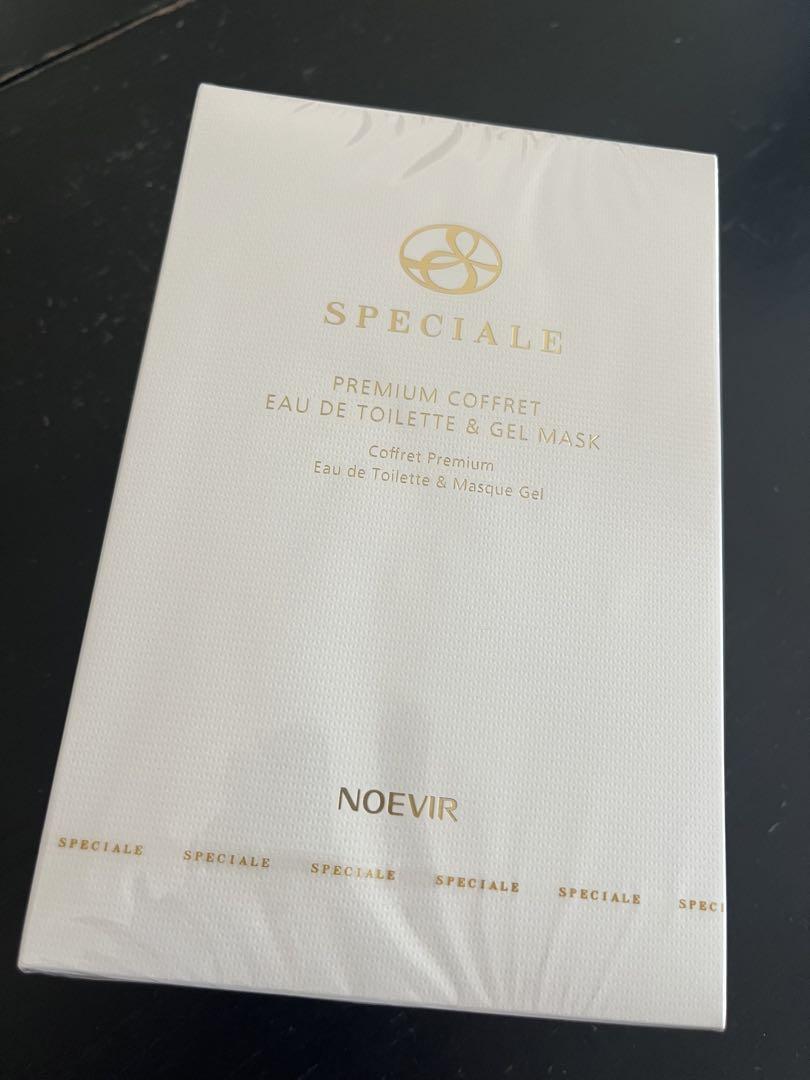 SPECIALE
PREMIUM COFFRET
EAU DE TOILETTE & GEL MASK
Coffret Premium
Eau de Toilette & Masque Gel
NOEVIR
SPECIALE SPECIALE SPECIALE SPECIALE SPECIALE SPECI